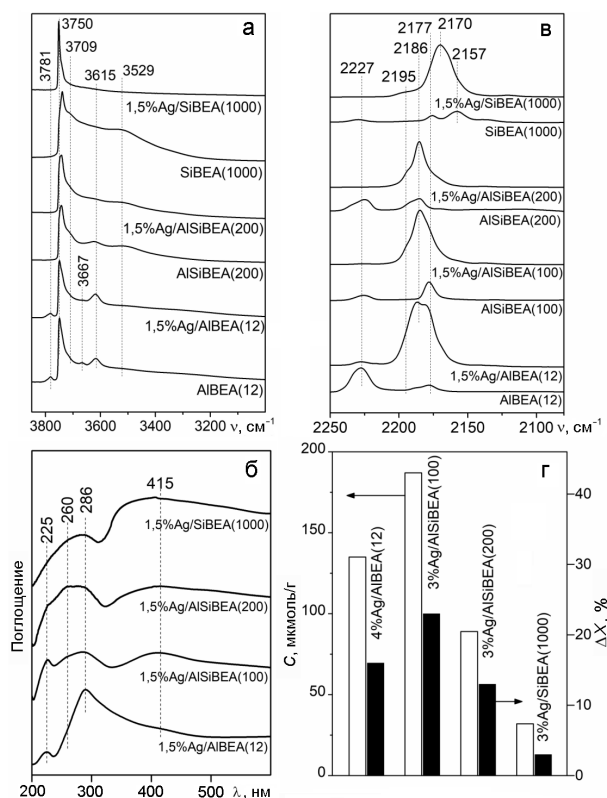 а
3781
3750
3709
3615
3529
1,5%Ag/SiBEA(1000)
SiBEA(1000)
1,5%Ag/AlSiBEA(200)
AlSiBEA(200)
3667
1,5%Ag/AlBEA(12)
AlBEA(12)
3800
3600
3400
3200
ν, см⁻¹
в
2177
2170
2186
2157
2227
2195
1,5%Ag/SiBEA(1000)
SiBEA(1000)
1,5%Ag/AlSiBEA(200)
AlSiBEA(200)
1,5%Ag/AlSiBEA(100)
AlSiBEA(100)
1,5%Ag/AlBEA(12)
AlBEA(12)
2250
2200
2150
2100
ν, см⁻¹
б
225
260
286
415
1,5%Ag/SiBEA(1000)
1,5%Ag/AlSiBEA(200)
1,5%Ag/AlSiBEA(100)
1,5%Ag/AlBEA(12)
Поглощение
200
300
400
500
λ, нм
г
200
150
100
50
0
C, мкмоль/г
4%Ag/AlBEA(12)
3%Ag/AlSiBEA(100)
3%Ag/AlSiBEA(200)
3%Ag/SiBEA(1000)
40
30
20
10
0
ΔX, %